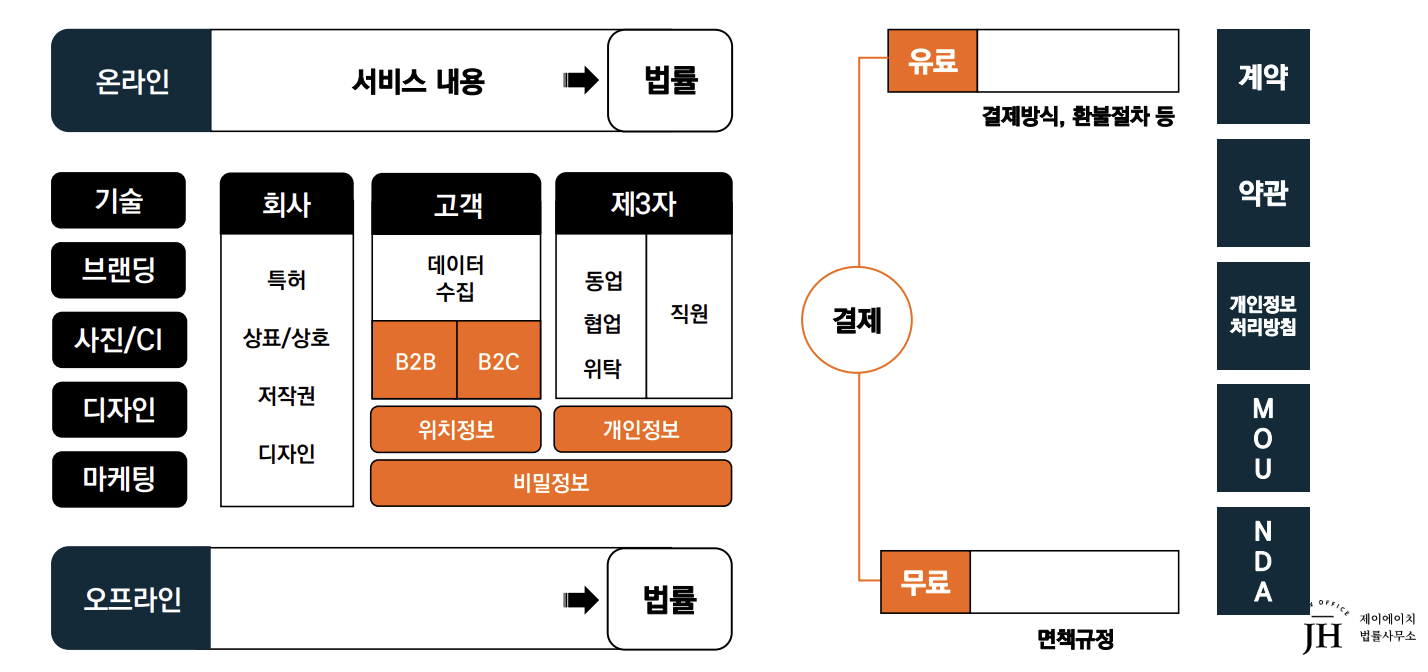 온라인
서비스 내용
법률
기술
브랜딩
사진/CI
디자인
마케팅
회사
특허
상표/상호
저작권
디자인
고객
데이터
수집
B2B
B2C
위치정보
제3자
동업
협업
위탁
직원
개인정보
비밀정보
오프라인
법률
결제
유료
결제방식, 환불절차 등
무료
면책규정
계약
약관
개인정보
처리방침
M
O
U
N
D
A
OFFICE
JH
제이에이치
법률사무소